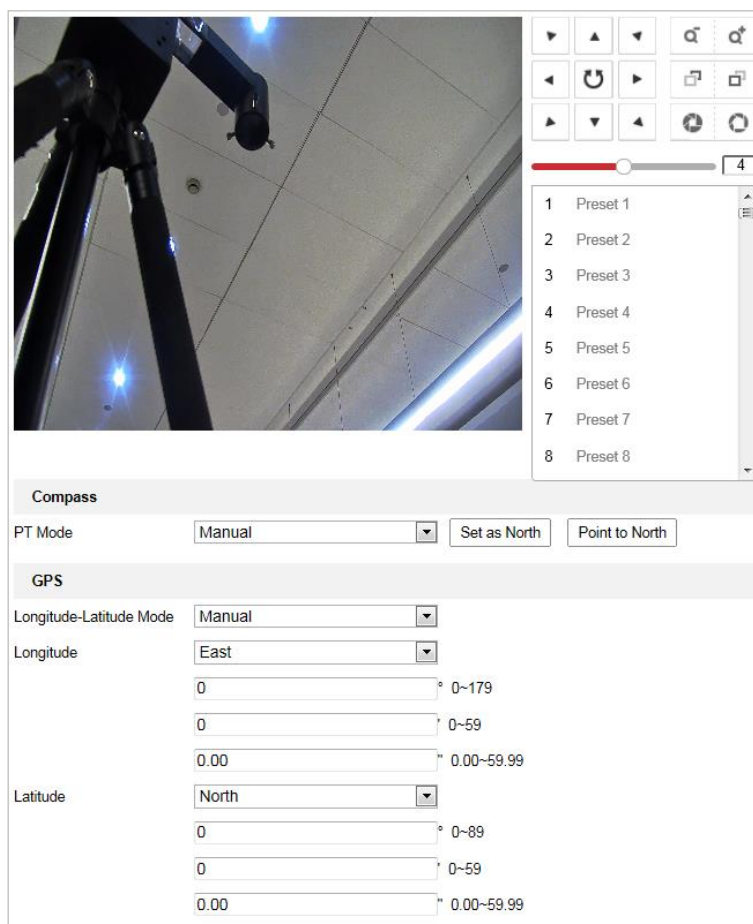 4
1 Preset 1
2 Preset 2
3 Preset 3
4 Preset 4
5 Preset 5
6 Preset 6
7 Preset 7
8 Preset 8
Compass
PT Mode Manual Set as North Point to North
GPS
Longitude-Latitude Mode Manual
Longitude East
0 ° 0~179
0 ' 0~59
0.00 " 0.00~59.99
Latitude North
0 ° 0~89
0 ' 0~59
0.00 " 0.00~59.99